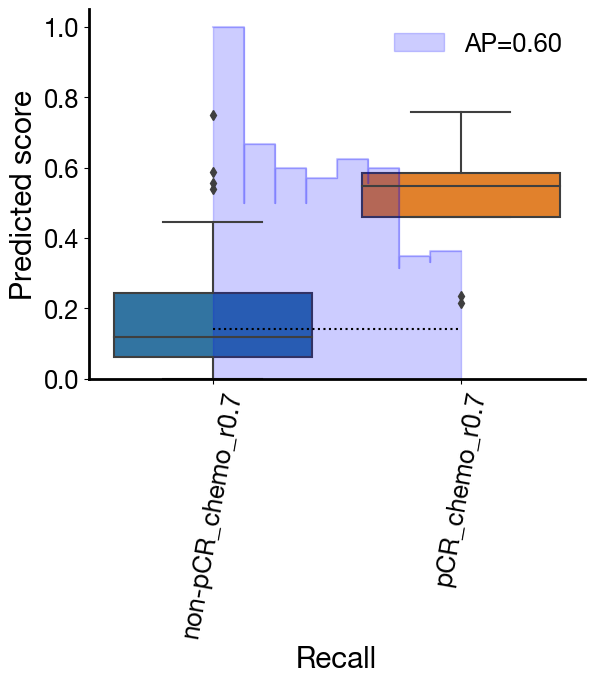 AP=0.60
Predicted score
1.0
0.8
0.6
0.4
0.2
0.0
non-pCR_chemo_r0.7
pCR_chemo_r0.7
Recall